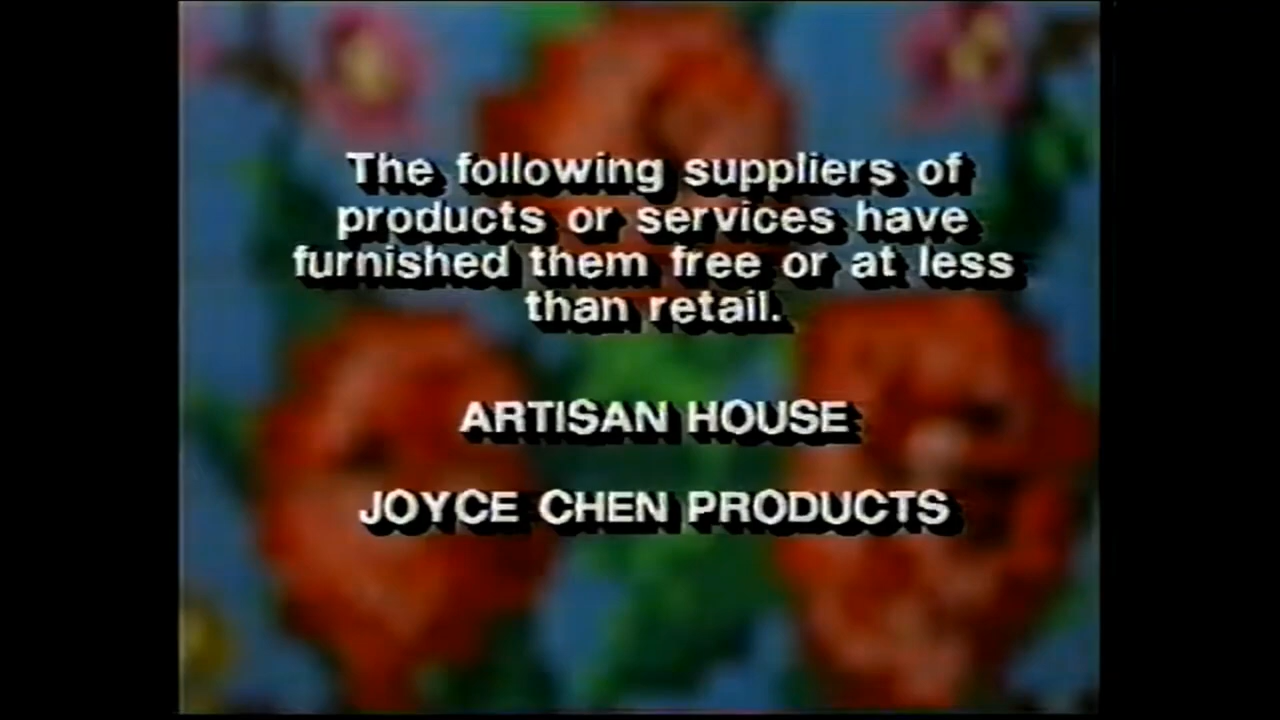 The following suppliers of
products or services have
furnished them free or at less
than retail.
ARTISAN HOUSE
JOYCE CHEN PRODUCTS